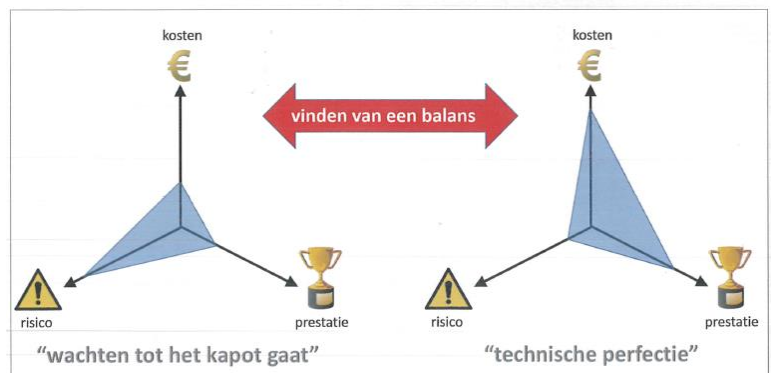 kosten
€
kosten
€
vinden van een balans
risico
prestatie
risico
prestatie
"wachten tot het kapot gaat"
"technische perfectie"